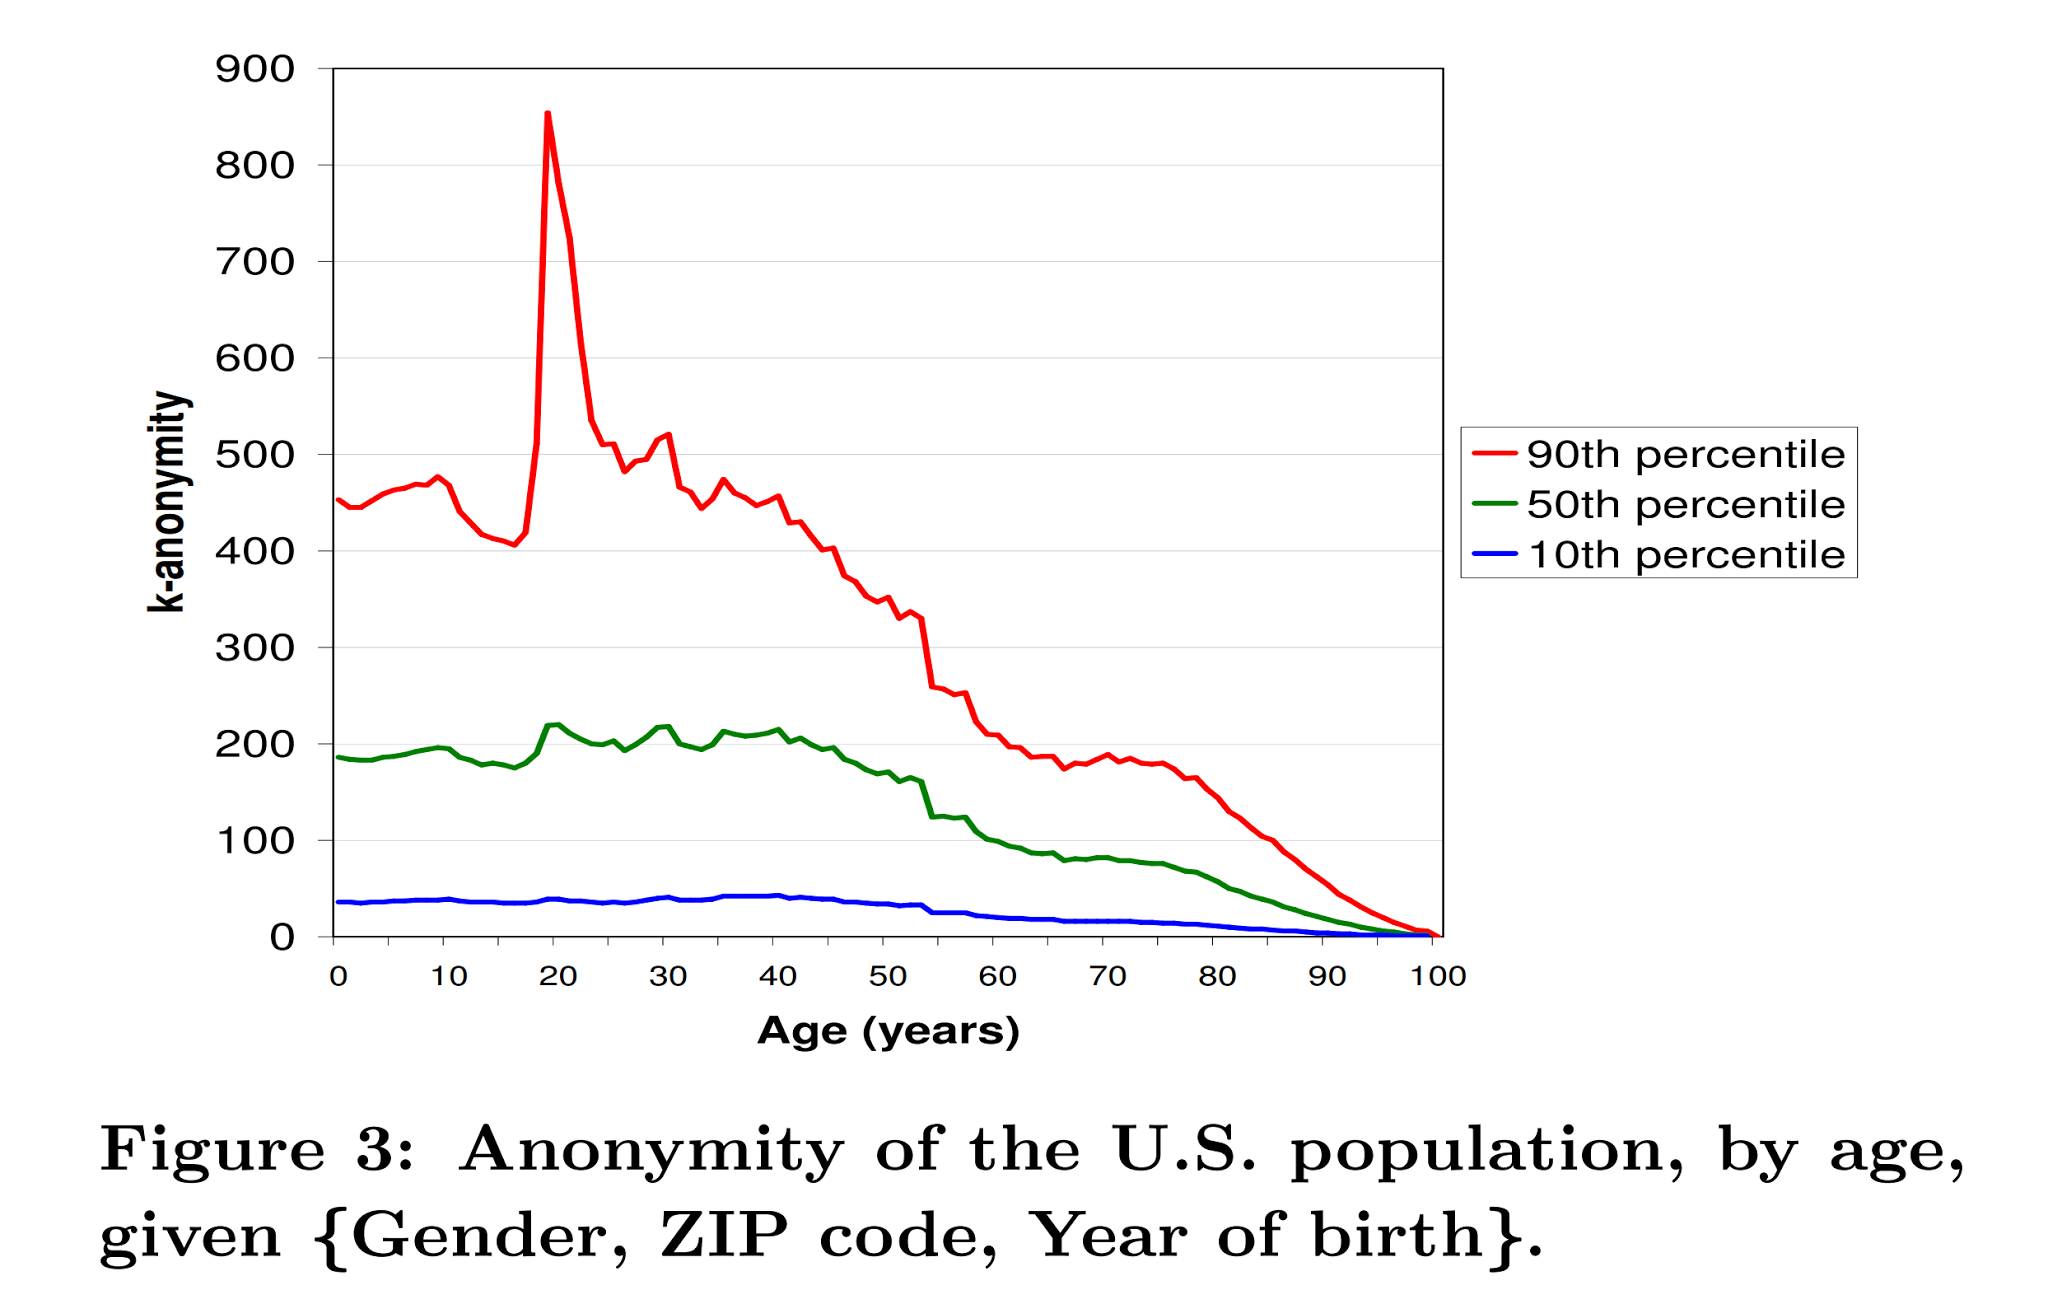 900
800
700
600
500
400
300
200
100
0
k-anonymity
0 10 20 30 40 50 60 70 80 90 100
Age (years)
90th percentile
50th percentile
10th percentile
Figure 3: Anonymity of the U.S. population, by age,
given {Gender, ZIP code, Year of birth}.